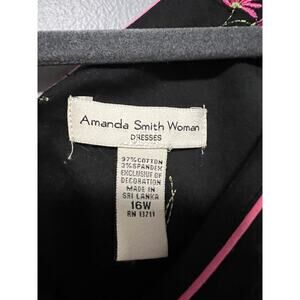 Amanda Smith Woman
DRESSES
97% COTTON
3% SPANDEX
EXCLUSIVE OF
DECORATION
MADE IN
SRI LANKA
16W
RN 13711